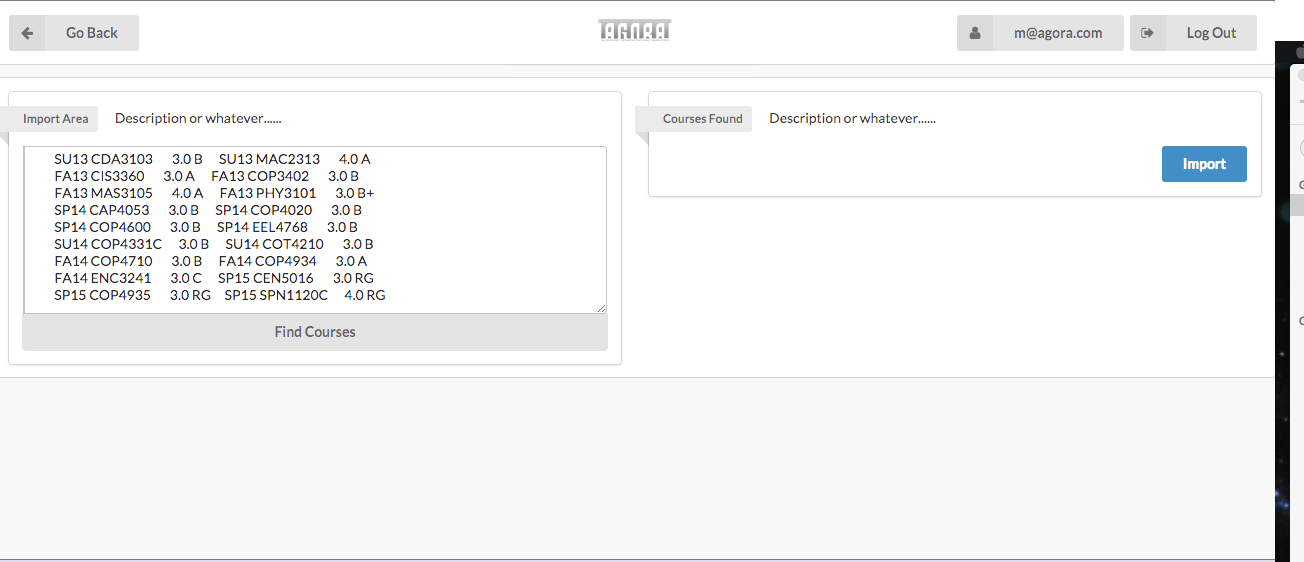 Go Back
AGORA
m@agora.com
Log Out
Import Area
Description or whatever......
SU13 CDA3103 3.0 B SU13 MAC2313 4.0 A
FA13 CIS3360 3.0 A FA13 COP3402 3.0 B
FA13 MAS3105 4.0 A FA13 PHY3101 3.0 B+
SP14 CAP4053 3.0 B SP14 COP4020 3.0 B
SP14 COP4600 3.0 B SP14 EEL4768 3.0 B
SU14 COP4331C 3.0 B SU14 COT4210 3.0 B
FA14 COP4710 3.0 B FA14 COP4934 3.0 A
FA14 ENC3241 3.0 C SP15 CEN5016 3.0 RG
SP15 COP4935 3.0 RG SP15 SPN1120C 4.0 RG
Find Courses
Courses Found
Description or whatever......
Import